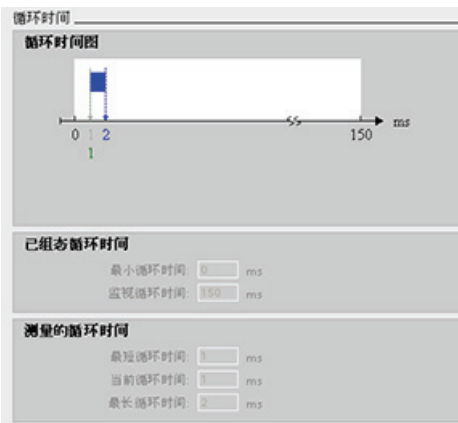 循环时间
循环时间图
0 1 2 150 ms
1
已组态循环时间
最小循环时间: 0 ms
监视循环时间: 150 ms
测量的循环时间
最短循环时间: 1 ms
当前循环时间: 1 ms
最长循环时间: 2 ms